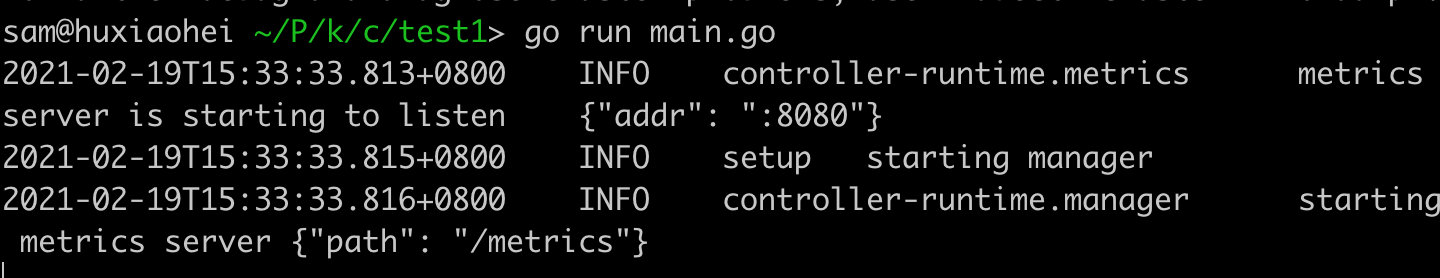 sam@huxiaohei ~/P/k/c/test1> go run main.go
2021-02-19T15:33:33.813+0800 INFO controller-runtime.metrics metrics
server is starting to listen {"addr": ":8080"}
2021-02-19T15:33:33.815+0800 INFO setup starting manager
2021-02-19T15:33:33.816+0800 INFO controller-runtime.manager starting
metrics server {"path": "/metrics"}